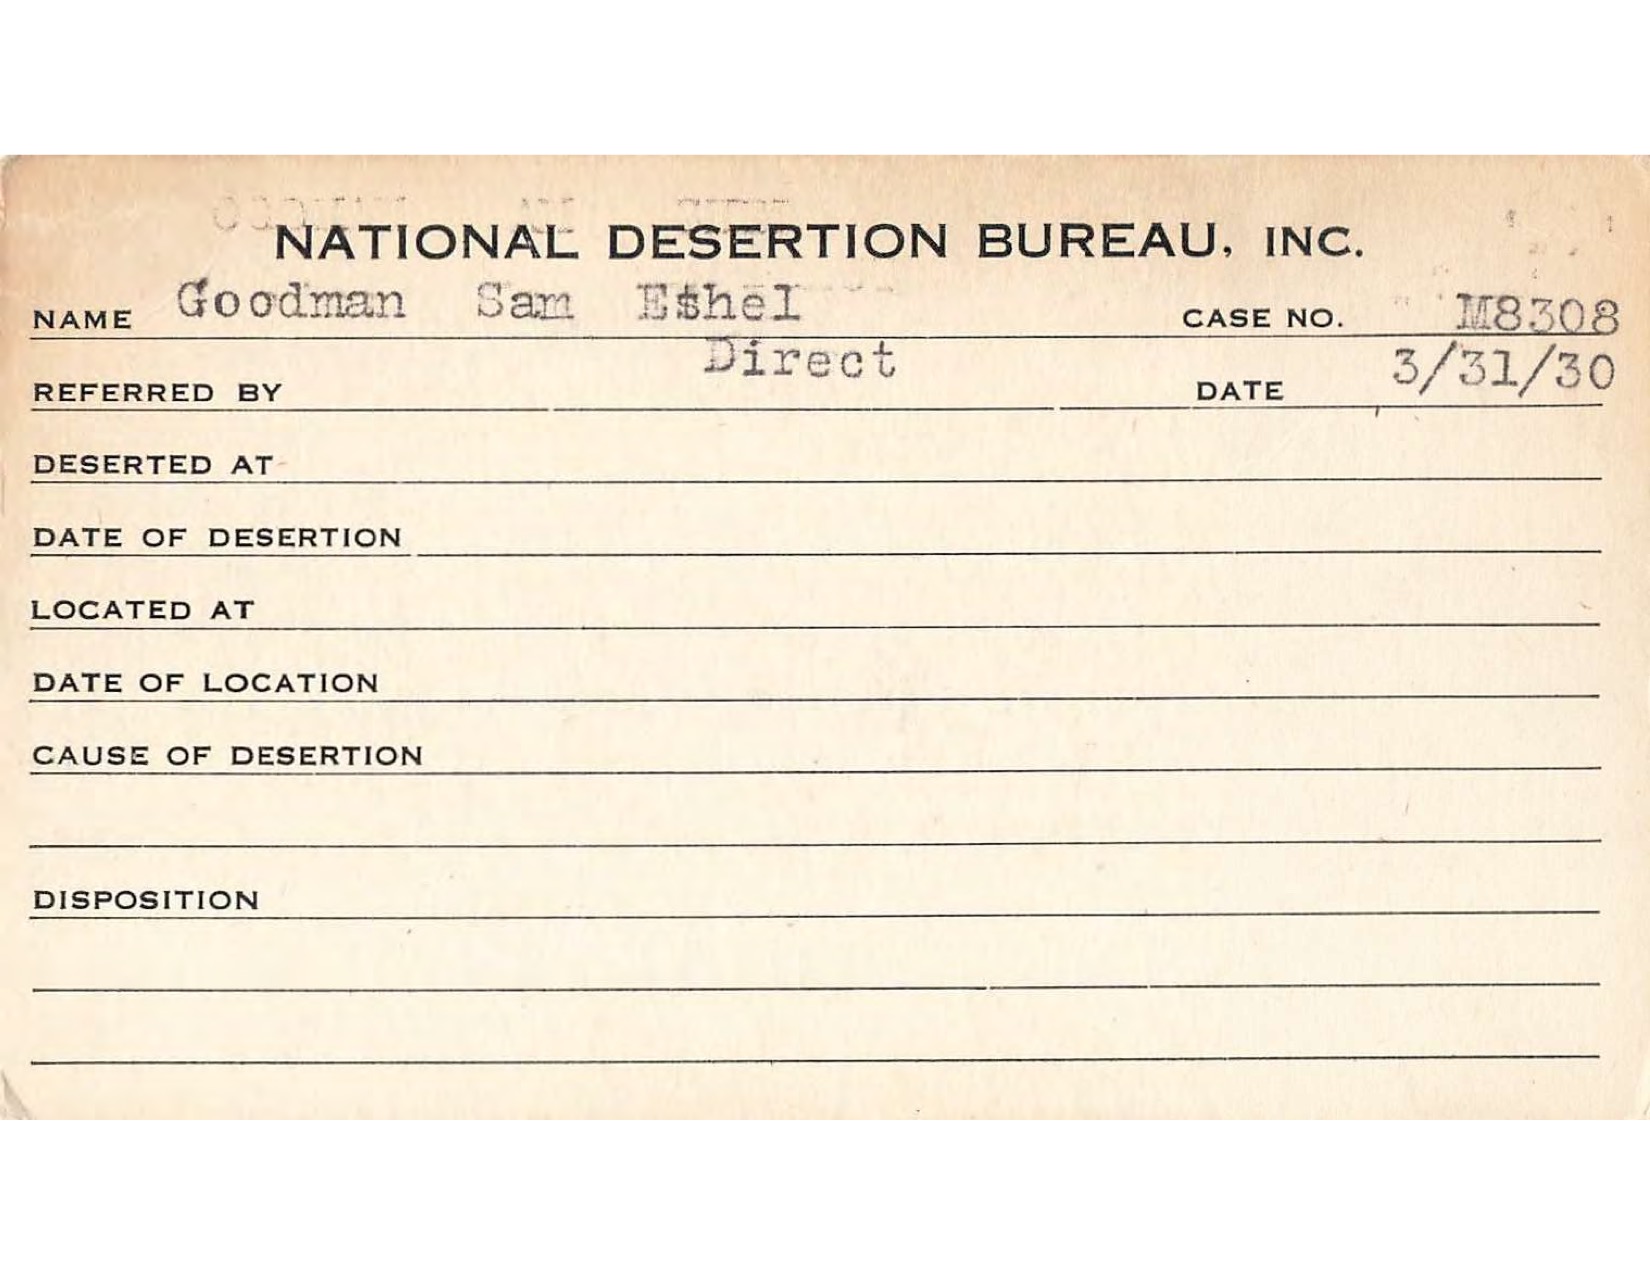 NATIONAL DESERTION BUREAU, INC.
NAME Goodman Sam Ethel CASE NO. M8308
REFERRED BY Direct DATE 3/31/30
DESERTED AT
DATE OF DESERTION
LOCATED AT
DATE OF LOCATION
CAUSE OF DESERTION
DISPOSITION